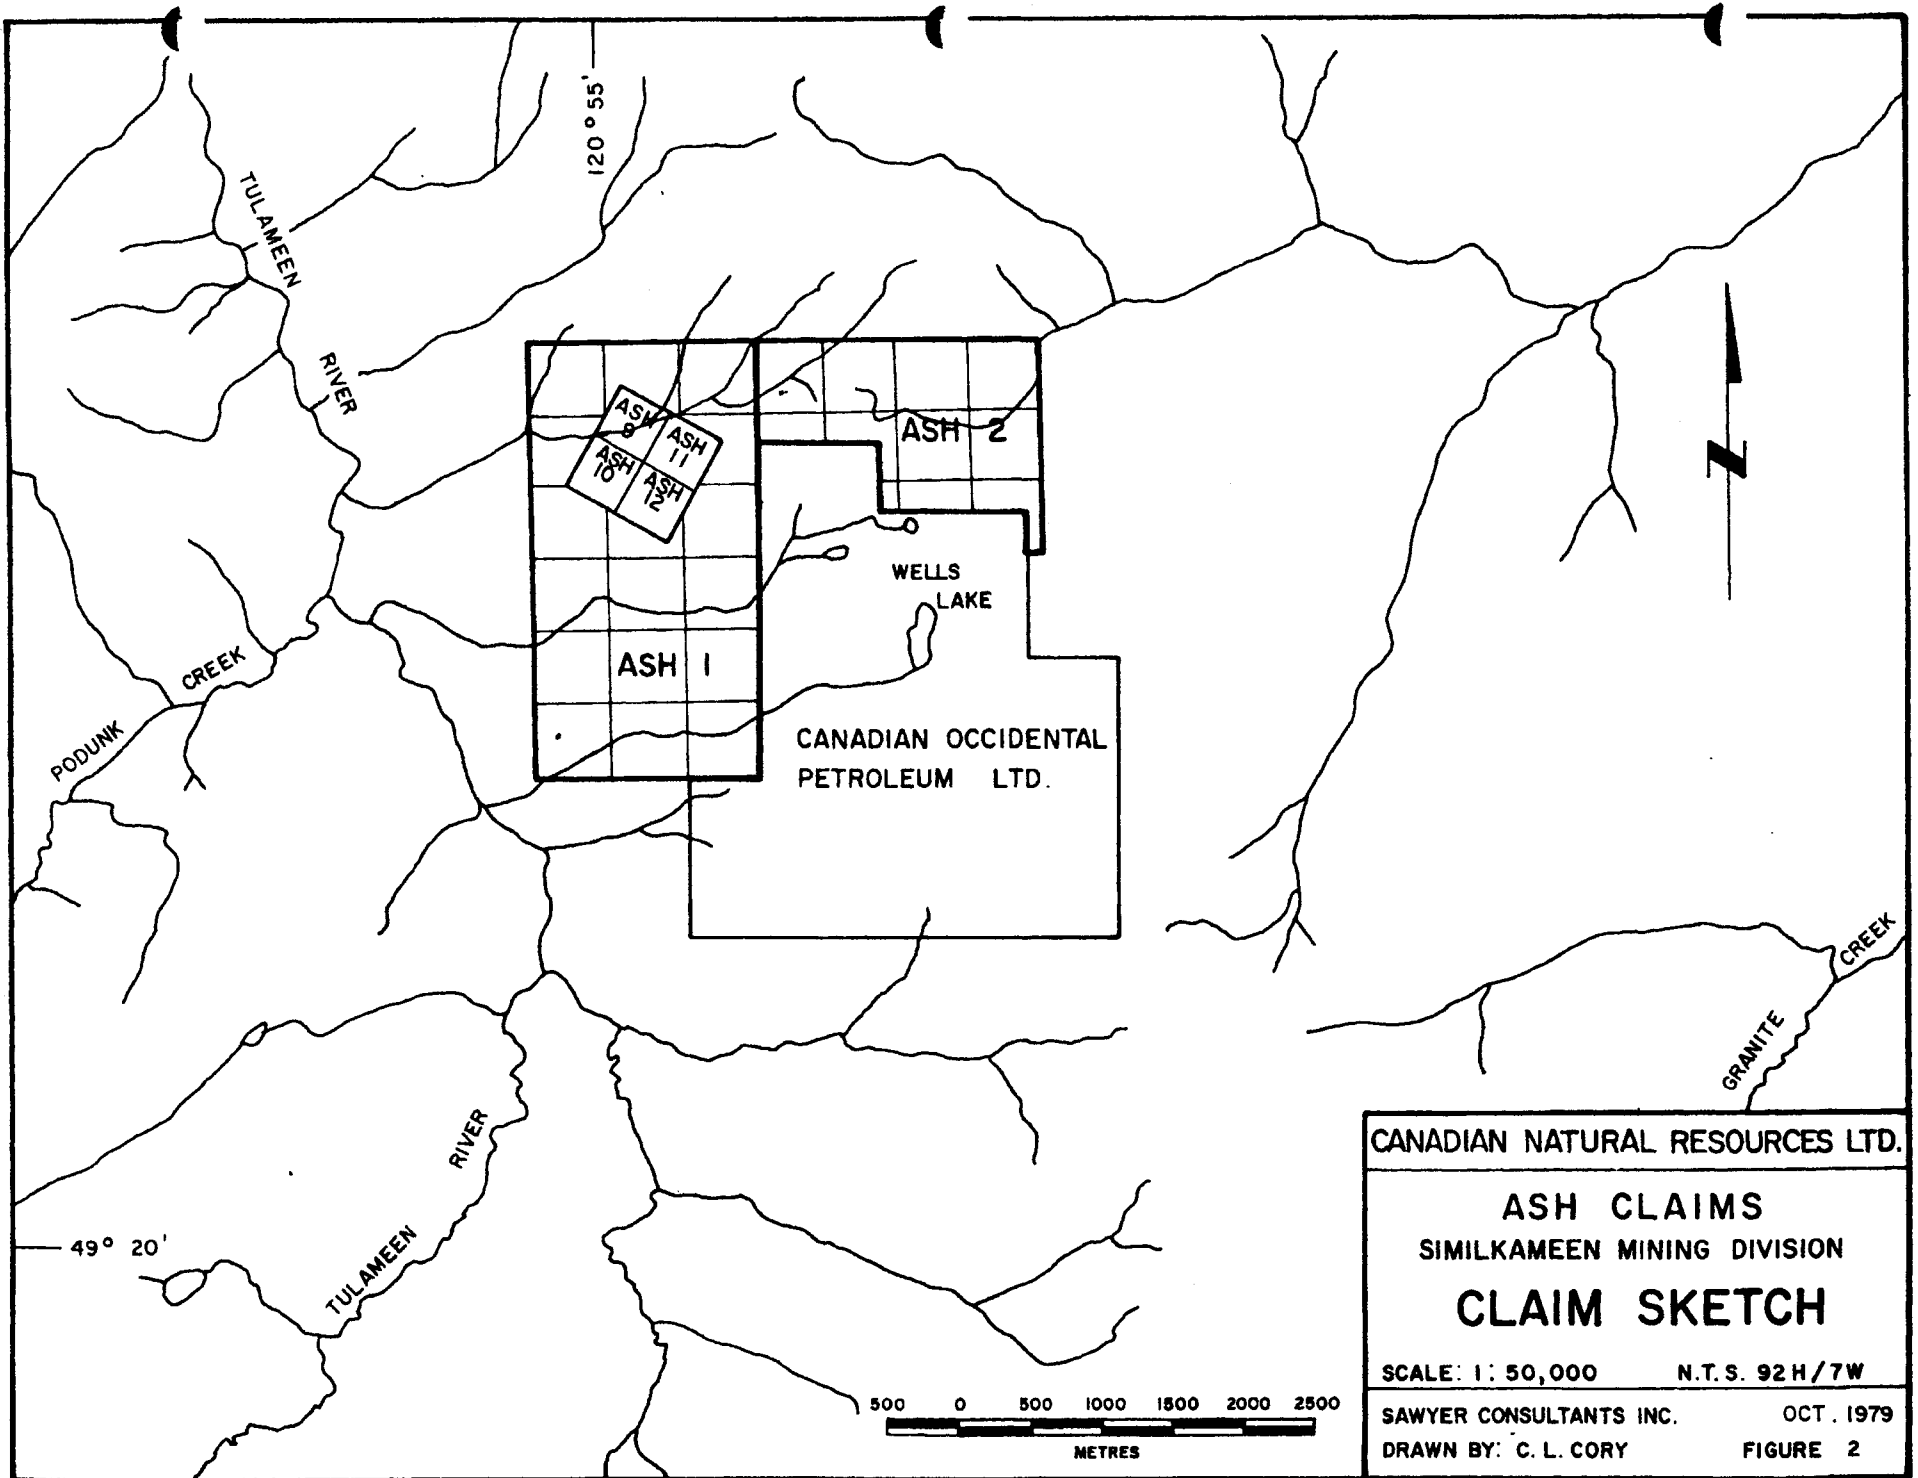 120° 55'
TULAMEEN
RIVER
ASH
9
ASH
11
ASH
10
ASH
12
ASH 2
WELLS
LAKE
ASH 1
N
CREEK
PODUNK
CANADIAN OCCIDENTAL
PETROLEUM LTD.
CREEK
GRANITE
RIVER
TULAMEEN
49° 20'
CANADIAN NATURAL RESOURCES LTD.
ASH CLAIMS
SIMILKAMEEN MINING DIVISION
CLAIM SKETCH
SCALE: 1: 50,000 N.T.S. 92 H/7W
SAWYER CONSULTANTS INC. OCT. 1979
DRAWN BY: C. L. CORY FIGURE 2
500 0 500 1000 1500 2000 2500
METRES